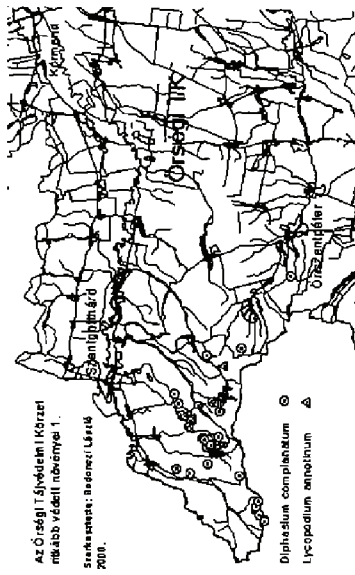 Az Őrségi Tájvédelmi Körzet
ritkább védett növényei 1.
Szerkesztette: Bodonczi László
2000.
Körmend
Őrségi TK
Szentgotthárd
Őriszentpéter
Diphasium complanatum
Lycopodium annotinum